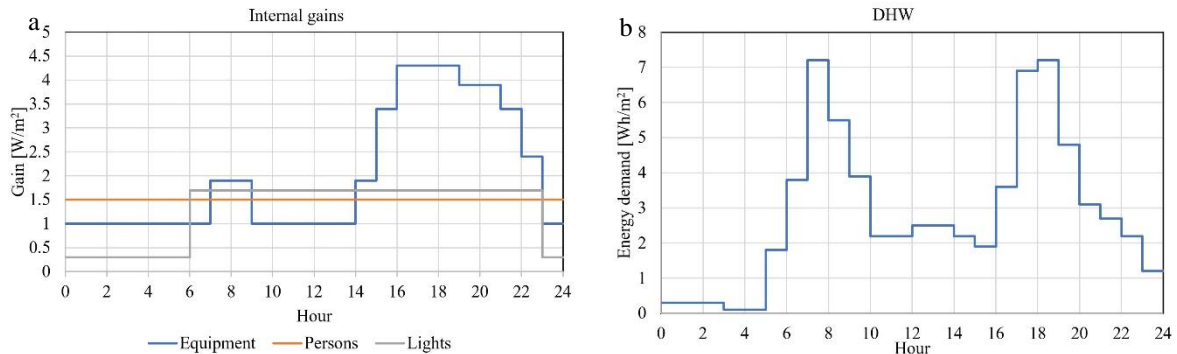 a
Internal gains
5
4.5
4
3.5
3
2.5
2
1.5
1
0.5
0
Gain [W/m²]
0 2 4 6 8 10 12 14 16 18 20 22 24
Hour
Equipment Persons Lights
b
DHW
8
7
6
5
4
3
2
1
0
Energy demand [Wh/m²]
0 2 4 6 8 10 12 14 16 18 20 22 24
Hour